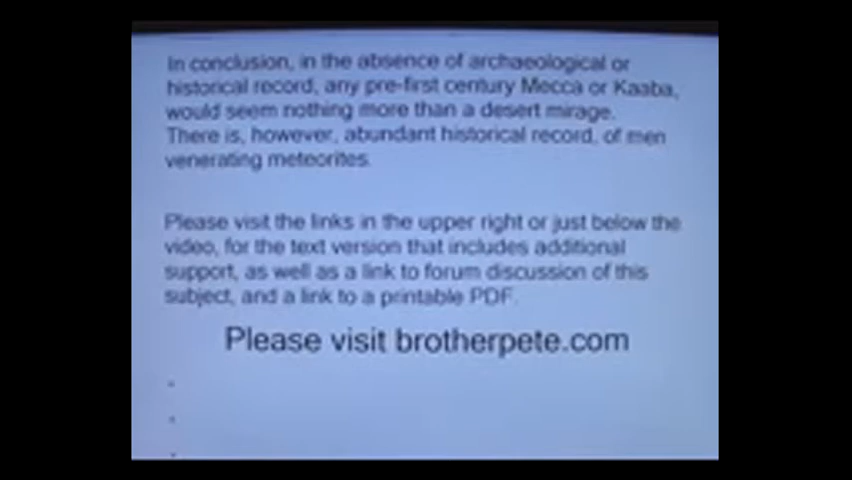 In conclusion, in the absence of archaeological or
historical record, any pre-first century Mecca or Kaaba,
would seem nothing more than a desert mirage.
There is, however, abundant historical record, of men
venerating meteorites.
Please visit the links in the upper right or just below the
video, for the text version that includes additional
support, as well as a link to forum discussion of this
subject, and a link to a printable PDF.
Please visit brotherpete.com